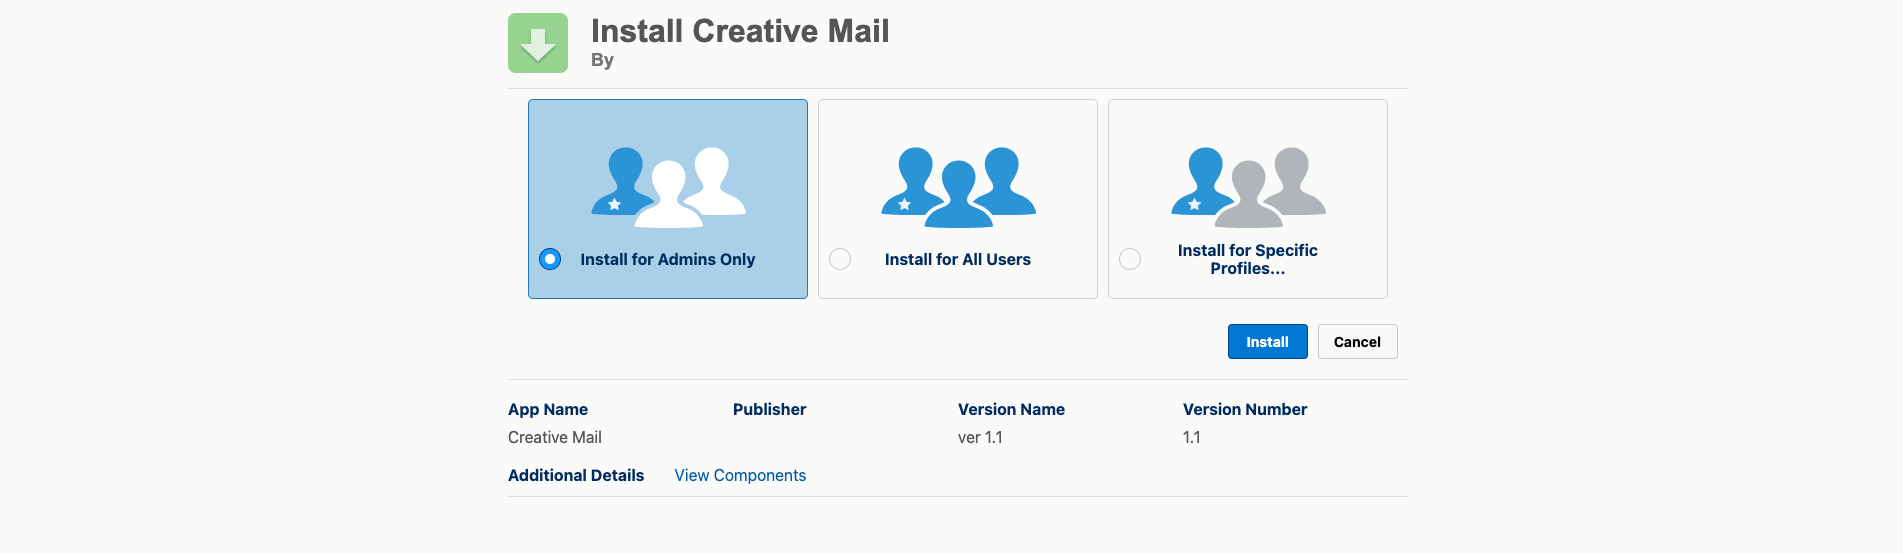 Install Creative Mail
By
Install for Admins Only
Install for All Users
Install for Specific
Profiles...
Install
Cancel
App Name
Publisher
Version Name
Version Number
Creative Mail
ver 1.1
1.1
Additional Details
View Components